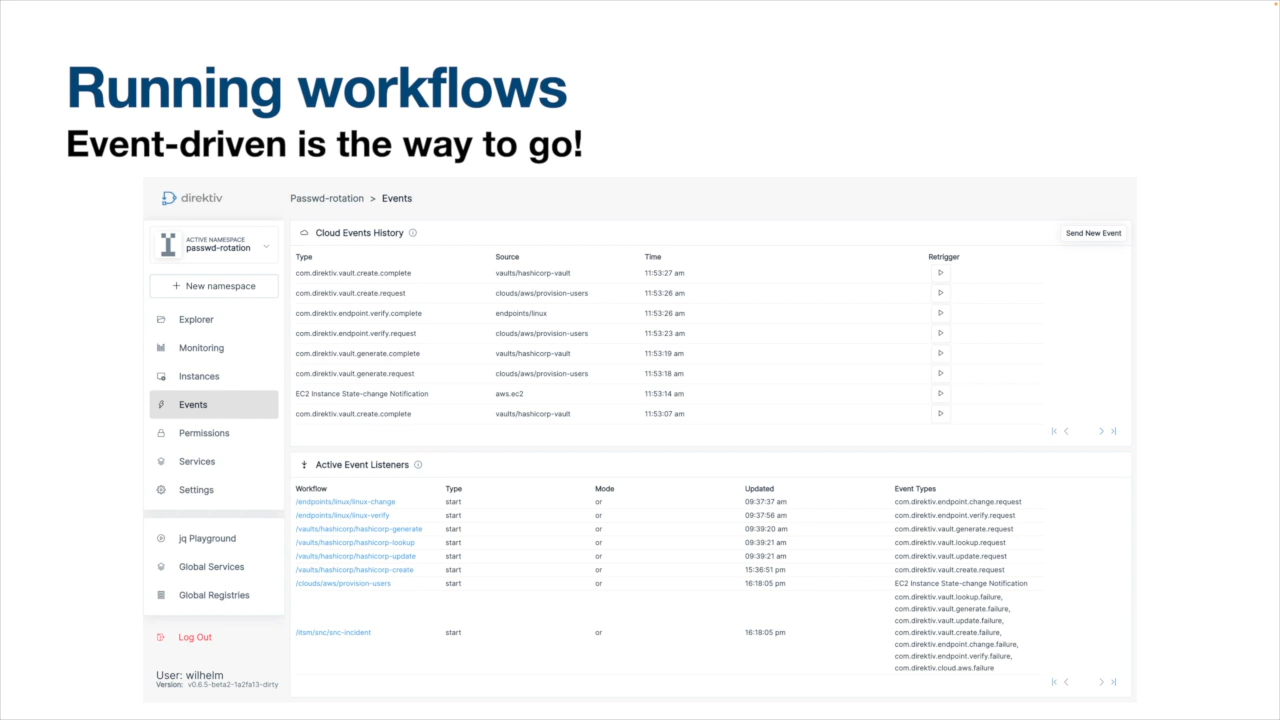 Running workflows
Event-driven is the way to go!
direktiv
Passwd-rotation > Events
ACTIVE NAMESPACE
passwd-rotation
+ New namespace
Explorer
Monitoring
Instances
Events
Permissions
Services
Settings
jq Playground
Global Services
Global Registries
Log Out
User: wilhelm
Version: v0.6.5-beta2-1a2fa13-dirty
Cloud Events History
Send New Event
Type Source Time Retrigger
com.direktiv.vault.create.complete vaults/hashicorp-vault 11:53:27 am
com.direktiv.vault.create.request clouds/aws/provision-users 11:53:26 am
com.direktiv.endpoint.verify.complete endpoints/linux 11:53:26 am
com.direktiv.endpoint.verify.request clouds/aws/provision-users 11:53:23 am
com.direktiv.vault.generate.complete vaults/hashicorp-vault 11:53:19 am
com.direktiv.vault.generate.request clouds/aws/provision-users 11:53:18 am
EC2 Instance State-change Notification aws.ec2 11:53:14 am
com.direktiv.vault.create.complete vaults/hashicorp-vault 11:53:07 am
Active Event Listeners
Workflow Type Mode Updated Event Types
/endpoints/linux/linux-change start or 09:37:37 am com.direktiv.endpoint.change.request
/endpoints/linux/linux-verify start or 09:37:56 am com.direktiv.endpoint.verify.request
/vaults/hashicorp/hashicorp-generate start or 09:39:20 am com.direktiv.vault.generate.request
/vaults/hashicorp/hashicorp-lookup start or 09:39:21 am com.direktiv.vault.lookup.request
/vaults/hashicorp/hashicorp-update start or 09:39:21 am com.direktiv.vault.update.request
/vaults/hashicorp/hashicorp-create start or 15:36:51 pm com.direktiv.vault.create.request
/clouds/aws/provision-users start or 16:18:05 pm EC2 Instance State-change Notification
/itsm/snc/snc-incident start or 16:18:05 pm
com.direktiv.vault.lookup.failure,
com.direktiv.vault.generate.failure,
com.direktiv.vault.update.failure,
com.direktiv.vault.create.failure,
com.direktiv.endpoint.change.failure,
com.direktiv.endpoint.verify.failure,
com.direktiv.cloud.aws.failure